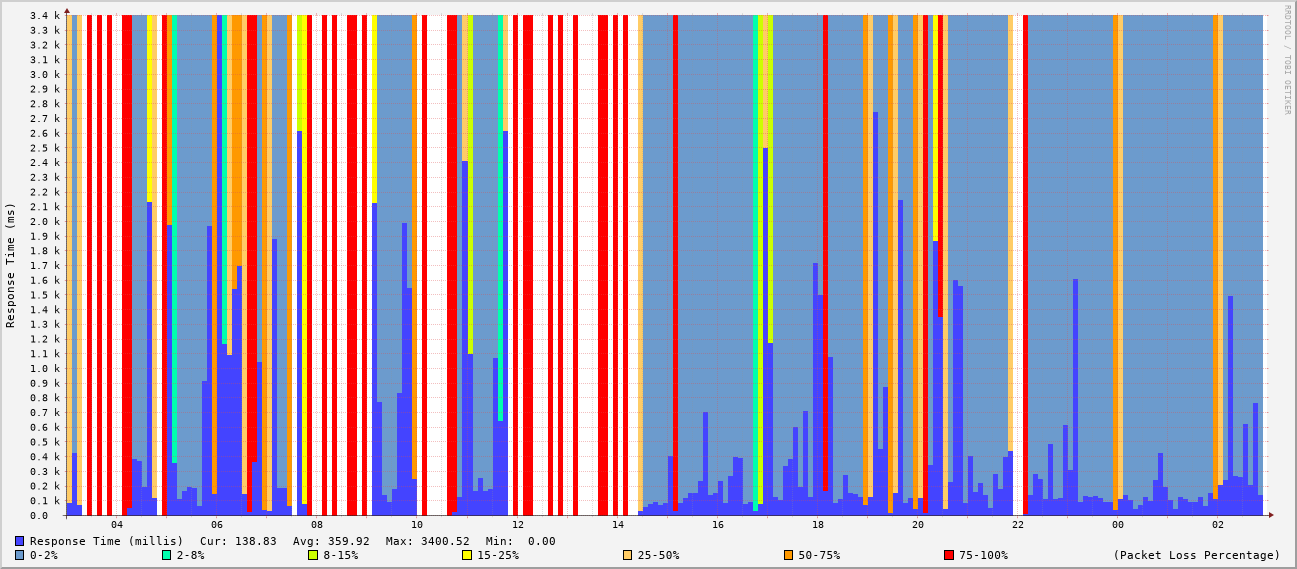 RRDTOOL / TOBI OETIKER
Response Time (ms)
3.4 k
3.3 k
3.2 k
3.1 k
3.0 k
2.9 k
2.8 k
2.7 k
2.6 k
2.5 k
2.4 k
2.3 k
2.2 k
2.1 k
2.0 k
1.9 k
1.8 k
1.7 k
1.6 k
1.5 k
1.4 k
1.3 k
1.2 k
1.1 k
1.0 k
0.9 k
0.8 k
0.7 k
0.6 k
0.5 k
0.4 k
0.3 k
0.2 k
0.1 k
0.0
04 06 08 10 12 14 16 18 20 22 00 02
Response Time (millis) Cur: 138.83 Avg: 359.92 Max: 3400.52 Min: 0.00
0-2% 2-8% 8-15% 15-25% 25-50% 50-75% 75-100% (Packet Loss Percentage)